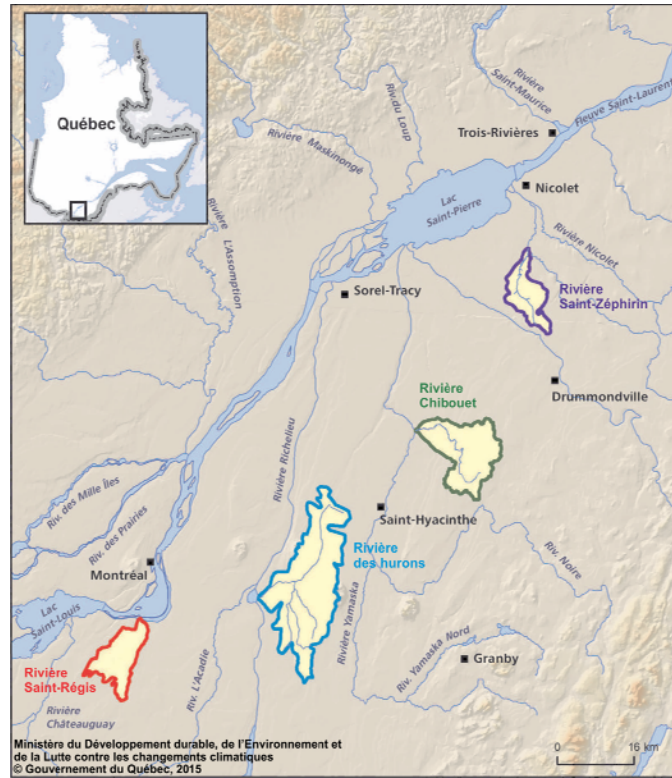 Québec
Rivière
Saint-Maurice
Fleuve Saint-Laurent
Riv.du Loup
Trois-Rivières
Rivière Maskinongé
Nicolet
Lac
Saint-Pierre
Rivière
L'Assomption
Rivière Nicolet
Sorel-Tracy
Rivière
Saint-Zéphirin
Drummondville
Rivière
Chibouet
Rivière Richelieu
Riv. des Mille Îles
Riv. des Prairies
Saint-Hyacinthe
Riv. Noire
Rivière
des hurons
Montréal
Lac
Saint-Louis
Rivière Yamaska
Riv. Yamaska Nord
Granby
Riv. L'Acadie
Rivière
Saint-Régis
Rivière
Châteauguay
Ministère du Développement durable, de l'Environnement et
de la Lutte contre les changements climatiques
© Gouvernement du Québec, 2015
0 16 km